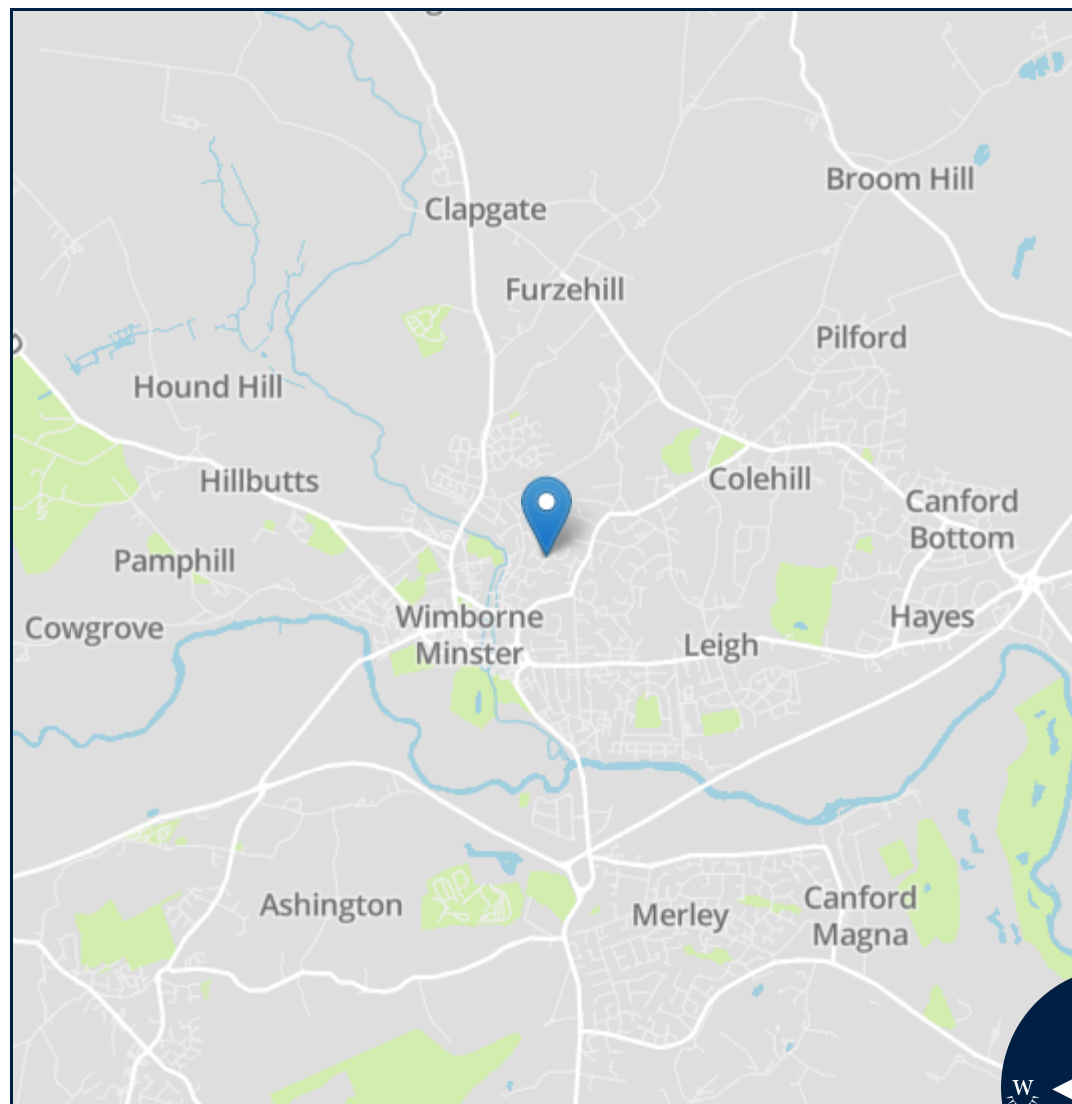 Broom Hill
Clapgate
Furzehill
Pilford
Hound Hill
Hillbutts
Colehill
Canford
Bottom
Pamphill
Wimborne
Minster
Cowgrove
Hayes
Leigh
Ashington
Merley
Canford
Magna
W